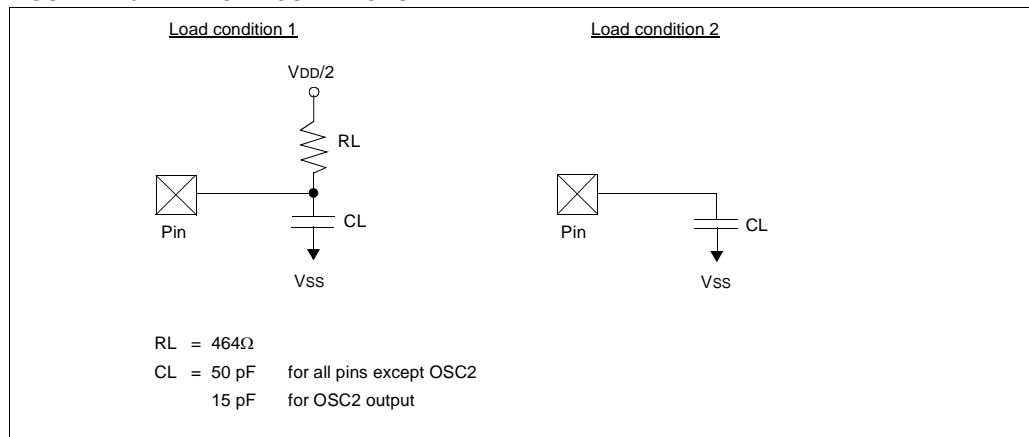 Load condition 1
Load condition 2
VDD/2
RL
Pin
CL
VSS
Pin
CL
VSS
RL = 464Ω
CL = 50 pF for all pins except OSC2
15 pF for OSC2 output